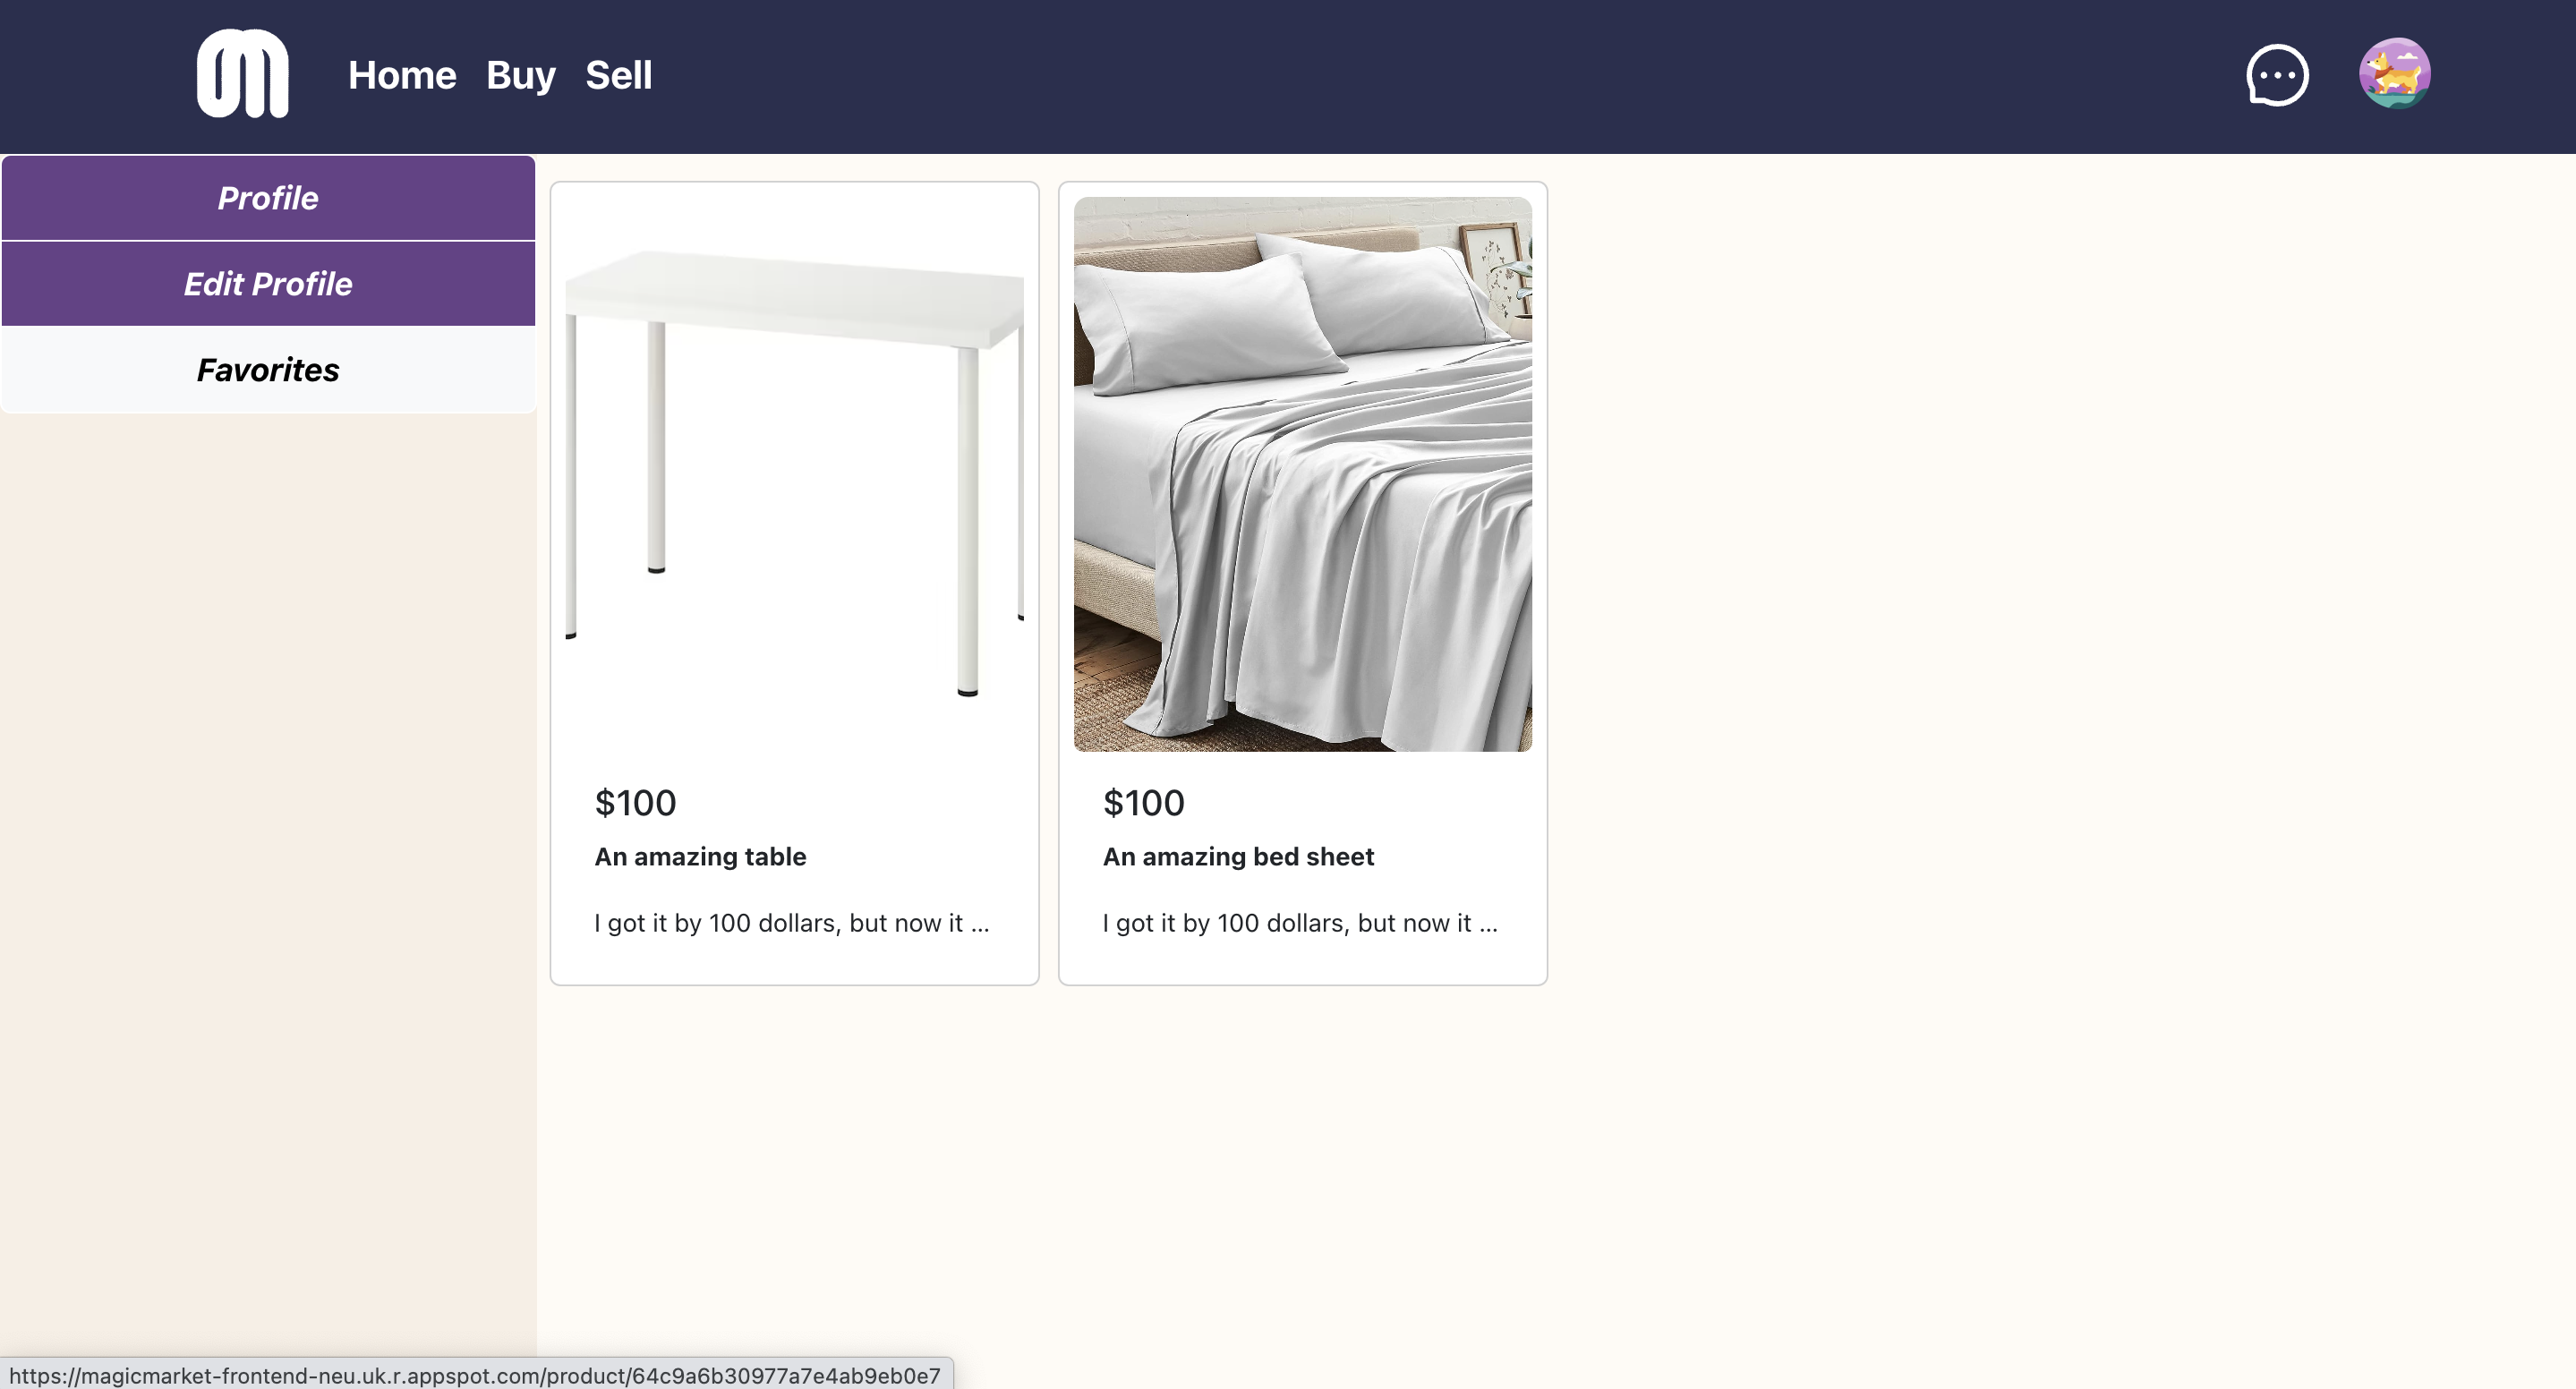 Home Buy Sell
Profile
Edit Profile
Favorites
$100
An amazing table
I got it by 100 dollars, but now it ...
$100
An amazing bed sheet
I got it by 100 dollars, but now it ...
https://magicmarket-frontend-neu.uk.r.appspot.com/product/64c9a6b30977a7e4ab9eb0e7